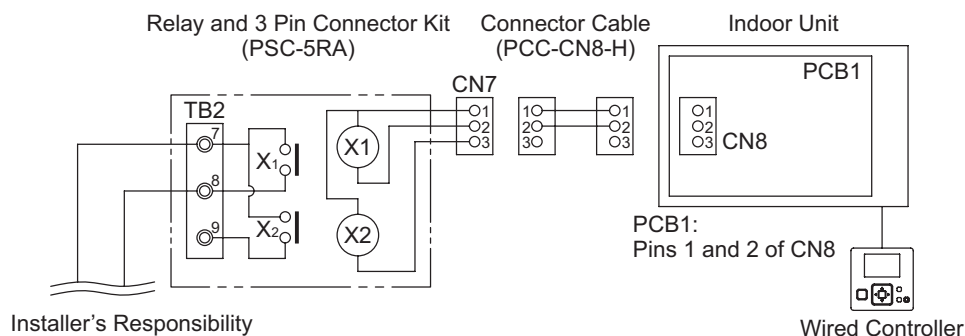 Relay and 3 Pin Connector Kit
(PSC-5RA)
Connector Cable
(PCC-CN8-H)
Indoor Unit
PCB1
CN7
TB2
7
8
9
X1
X2
X1
X2
1
2
3
1
2
3
1
2
3
1
2
3
CN8
PCB1:
Pins 1 and 2 of CN8
Installer's Responsibility
Wired Controller